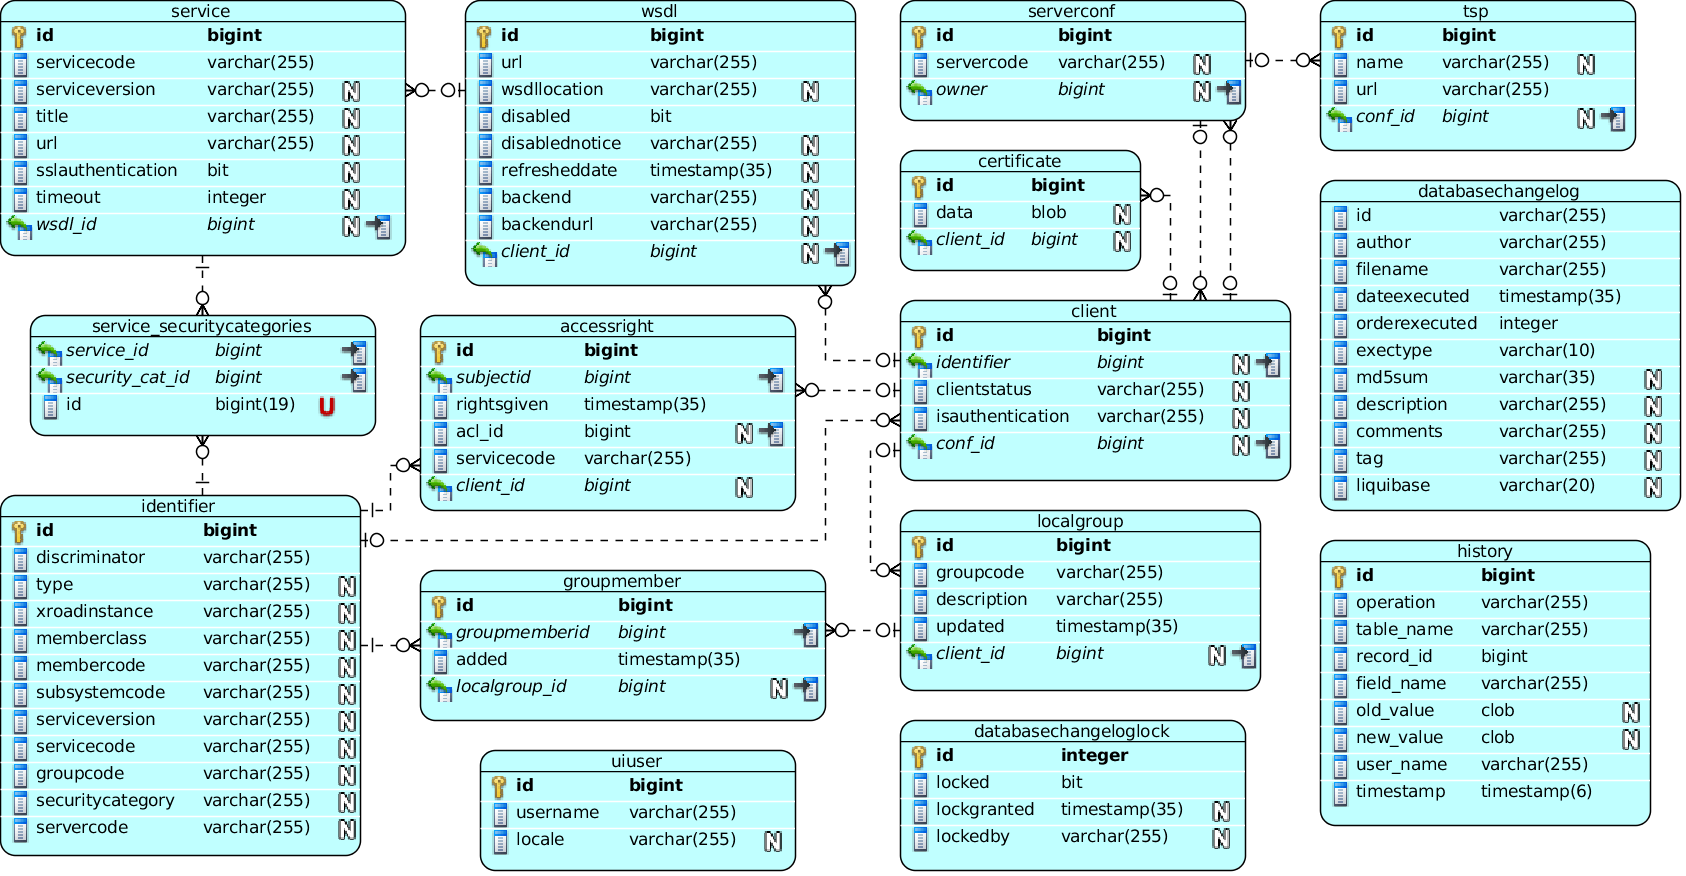 service
id bigint
servicecode varchar(255)
serviceversion varchar(255) N
title varchar(255) N
url varchar(255) N
sslauthentication bit N
timeout integer N
wsdl_id bigint N
wsdl
id bigint
url varchar(255)
wsdllocation varchar(255) N
disabled bit
disablednotice varchar(255) N
refresheddate timestamp(35) N
backend varchar(255) N
backendurl varchar(255) N
client_id bigint N
serverconf
id bigint
servercode varchar(255) N
owner bigint N
tsp
id bigint
name varchar(255) N
url varchar(255)
conf_id bigint N
certificate
id bigint
data blob N
client_id bigint N
databasechangelog
id varchar(255)
author varchar(255)
filename varchar(255)
dateexecuted timestamp(35)
orderexecuted integer
exectype varchar(10)
md5sum varchar(35) N
description varchar(255) N
comments varchar(255) N
tag varchar(255) N
liquibase varchar(20) N
service_securitycategories
service_id bigint
security_cat_id bigint
id bigint(19) U
accessright
id bigint
subjectid bigint
rightsgiven timestamp(35)
acl_id bigint N
servicecode varchar(255)
client_id bigint N
client
id bigint
identifier bigint N
clientstatus varchar(255) N
isauthentication varchar(255) N
conf_id bigint N
identifier
id bigint
discriminator varchar(255)
type varchar(255) N
xroadinstance varchar(255) N
memberclass varchar(255) N
membercode varchar(255) N
subsystemcode varchar(255) N
serviceversion varchar(255) N
servicecode varchar(255) N
groupcode varchar(255) N
securitycategory varchar(255) N
servercode varchar(255) N
groupmember
id bigint
groupmemberid bigint
added timestamp(35)
localgroup_id bigint N
localgroup
id bigint
groupcode varchar(255)
description varchar(255)
updated timestamp(35)
client_id bigint N
history
id bigint
operation varchar(255)
table_name varchar(255)
record_id bigint
field_name varchar(255)
old_value clob N
new_value clob N
user_name varchar(255)
timestamp timestamp(6)
uiuser
id bigint
username varchar(255)
locale varchar(255) N
databasechangeloglock
id integer
locked bit
lockgranted timestamp(35) N
lockedby varchar(255) N